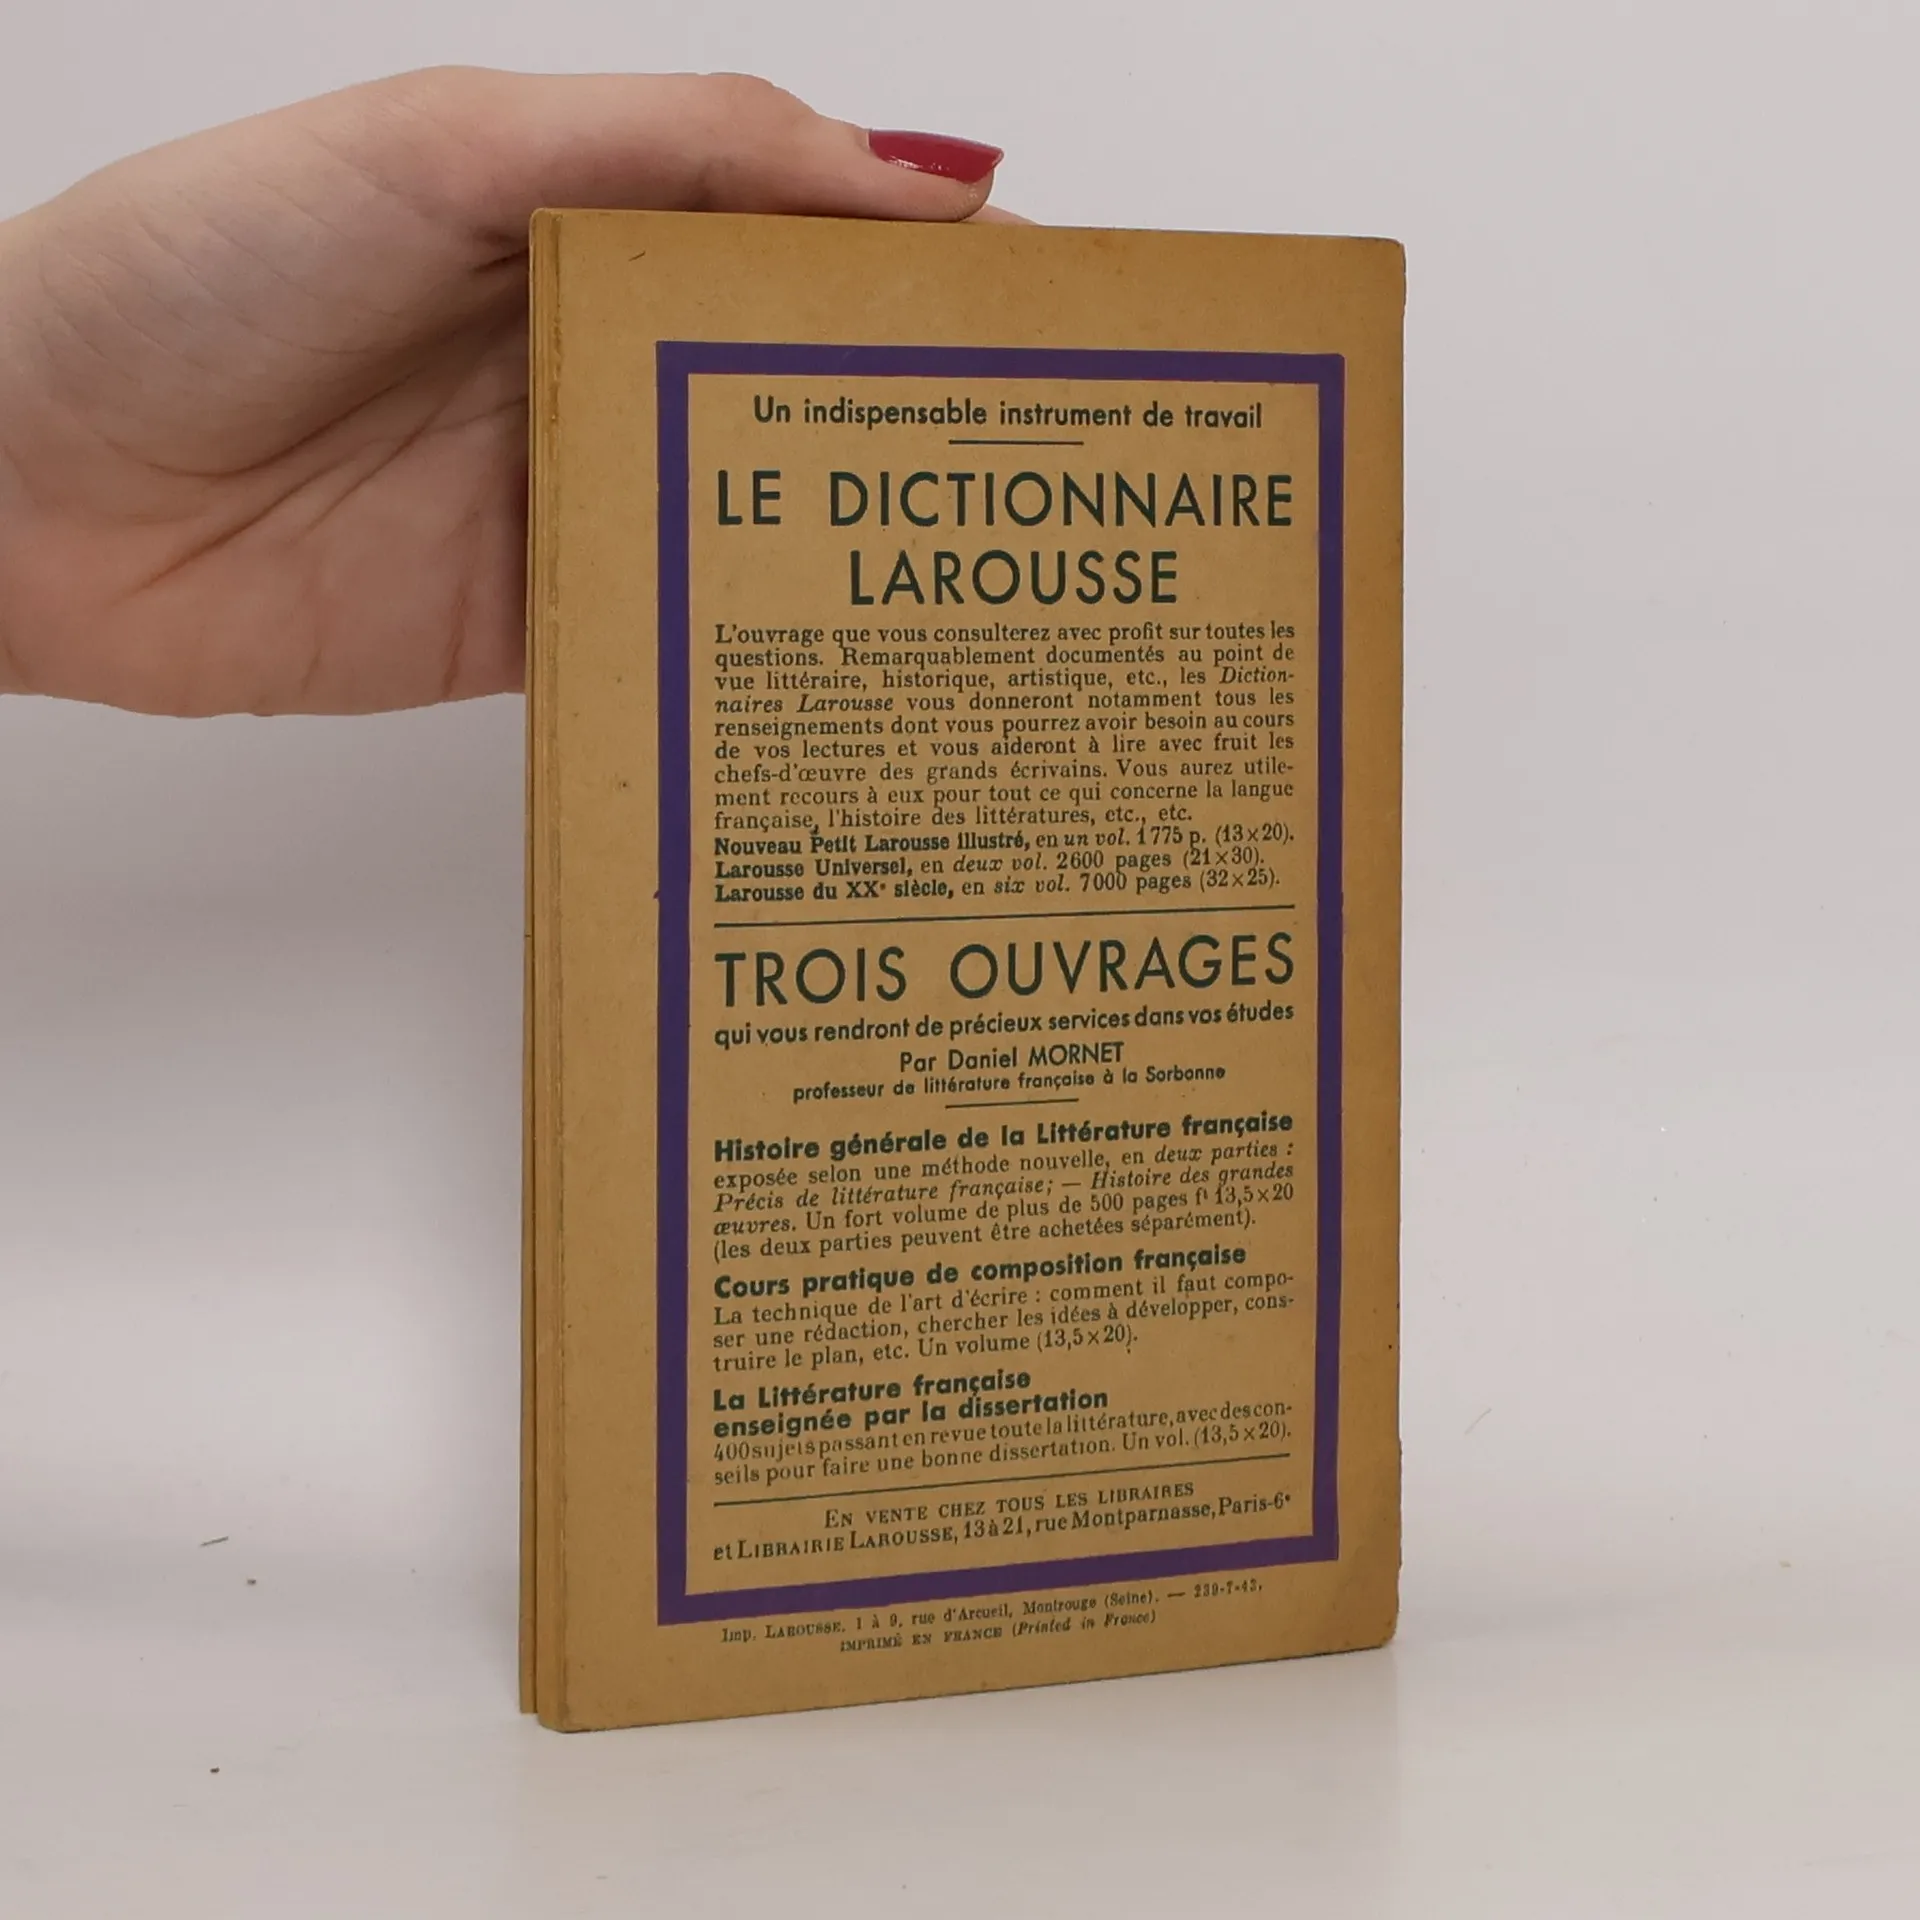 Un indispensable instrument de travail
LE DICTIONNAIRE
LAROUSSE
L'ouvrage que vous consulterez avec profit sur toutes les
questions. Remarquablement documentés au point de
vue littéraire, historique, artistique, etc., les Diction-
naires Larousse vous donneront notamment tous les
renseignements dont vous pourrez avoir besoin au cours
de vos lectures et vous aideront à lire avec fruit les
chefs-d'œuvre des grands écrivains. Vous aurez utile-
ment recours à eux pour tout ce qui concerne la langue
française, l'histoire des littératures, etc., etc.
Nouveau Petit Larousse illustré, en un vol. 1775 p. (13×20).
Larousse Universel, en deux vol. 2600 pages (21×30).
Larousse du XXe siècle, en six vol. 7000 pages (32×25).
TROIS OUVRAGES
qui vous rendront de précieux services dans vos études
Par Daniel MORNET
professeur de littérature française à la Sorbonne
Histoire générale de la Littérature française
exposée selon une méthode nouvelle, en deux parties :
Précis de littérature française; — Histoire des grandes
œuvres. Un fort volume de plus de 500 pages ft 13,5×20
(les deux parties peuvent être achetées séparément).
Cours pratique de composition française
La technique de l'art d'écrire : comment il faut compo-
ser une rédaction, chercher les idées à développer, cons-
truire le plan, etc. Un volume (13,5×20).
La Littérature française
enseignée par la dissertation
400 sujets passant en revue toute la littérature, avec des con-
seils pour faire une bonne dissertation. Un vol. (13,5×20).
EN VENTE CHEZ TOUS LES LIBRAIRES
et LIBRAIRIE LAROUSSE, 13 à 21, rue Montparnasse, Paris-6e
Imp. LAROUSSE, 1 à 9, rue d'Arcueil, Montrouge (Seine). — 239-7-43.
IMPRIMÉ EN FRANCE (Printed in France)